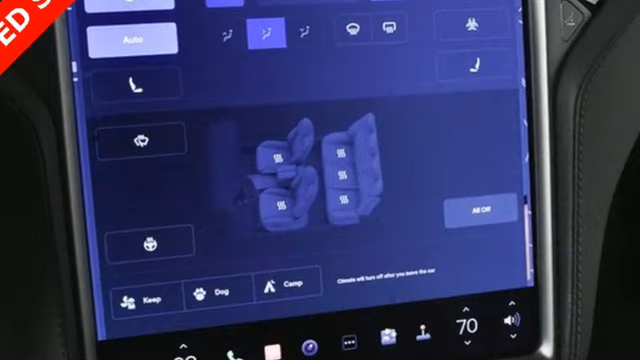 ED S
Auto
All Off
Keep
Dog
Camp
Climate will turn off after you leave the car
70